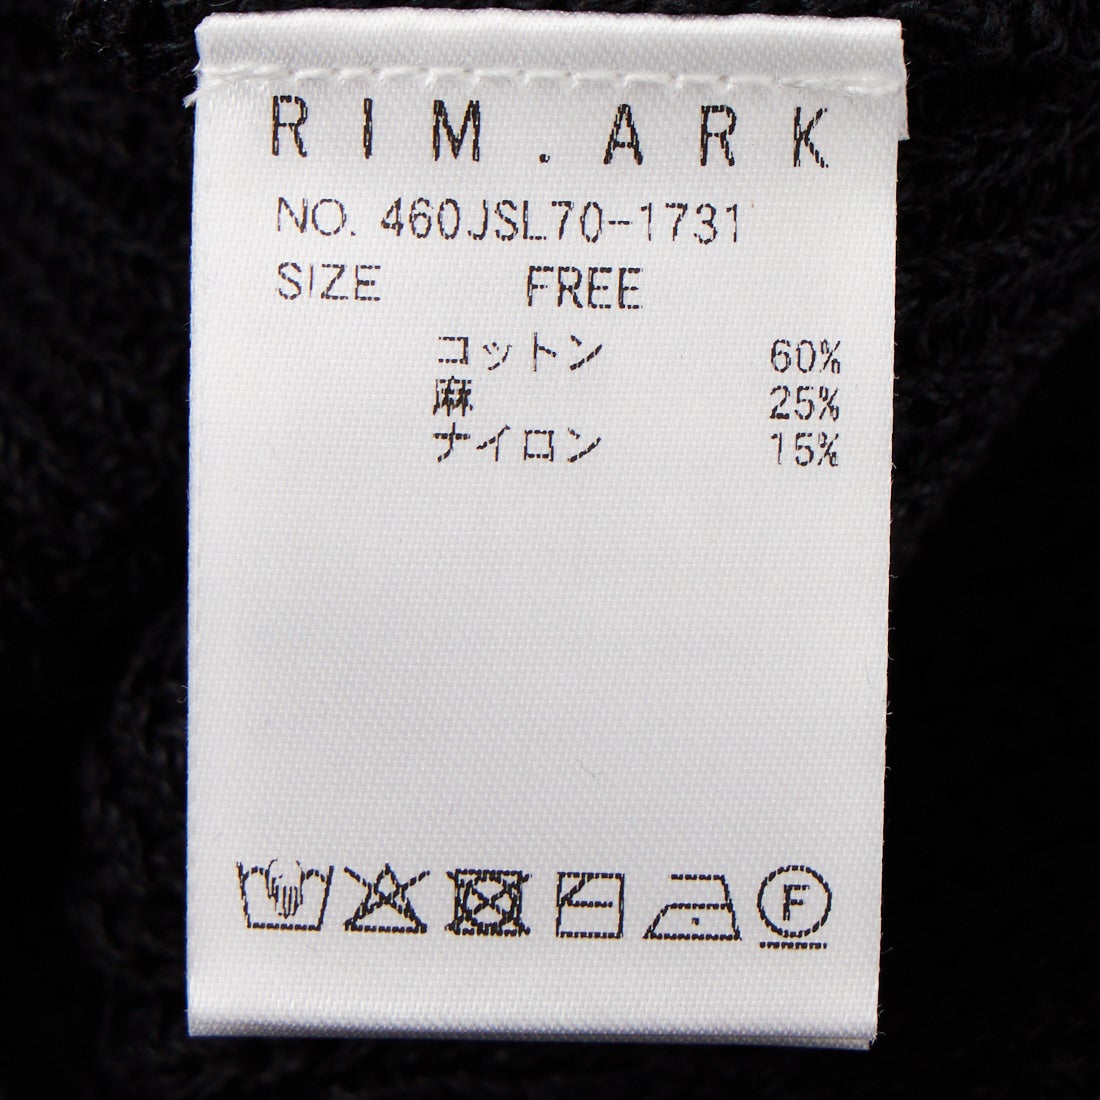 RIM.ARK
NO. 460JSL70-1731
SIZE FREE
コットン 60%
麻 25%
ナイロン 15%
F